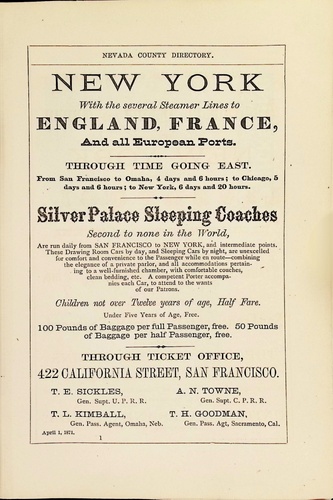 NEVADA COUNTY DIRECTORY.
NEW YORK
With the several Steamer Lines to
ENGLAND, FRANCE,
And all European Ports.
THROUGH TIME GOING EAST.
From San Francisco to Omaha, 4 days and 6 hours; to Chicago, 5
days and 6 hours; to New York, 6 days and 20 hours.
Silver Palace Sleeping Coaches
Second to none in the World,
Are run daily from SAN FRANCISCO to NEW YORK, and intermediate points.
These Drawing Room Cars by day, and Sleeping Cars by night, are unexcelled
for comfort and convenience to the Passenger while en route—combining
the elegance of a private parlor, and all accommodations pertain-
ing to a well-furnished chamber, with comfortable coaches,
clean bedding, etc. A competent Porter accompa-
nies each Car, to attend to the wants
of our Patrons.
Children not over Twelve years of age, Half Fare.
Under Five Years of Age, Free.
100 Pounds of Baggage per full Passenger, free. 50 Pounds
of Baggage per half Passenger, free.
THROUGH TICKET OFFICE,
422 CALIFORNIA STREET, SAN FRANCISCO.
T. E. SICKLES, A. N. TOWNE,
Gen. Supt. U. P. R. R. Gen. Supt. C. P. R. R.
T. L. KIMBALL, T. H. GOODMAN,
Gen. Pass. Agent, Omaha, Neb. Gen. Pass. Agt, Sacramento, Cal.
April 1, 1871.
1